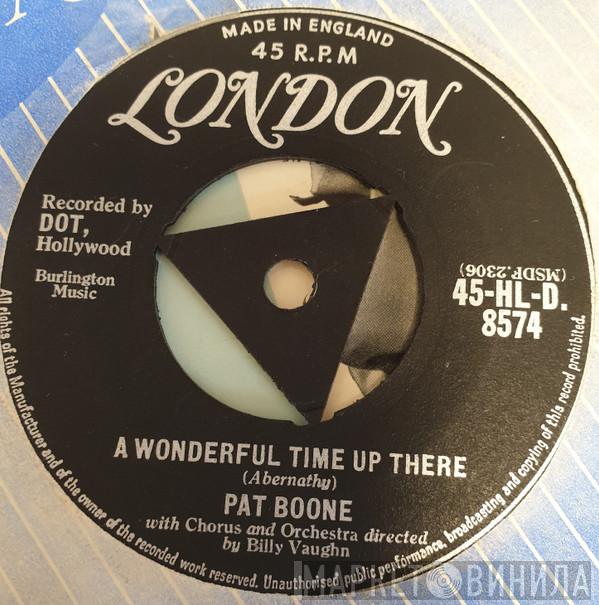 MADE IN ENGLAND
45 R.P.M
LONDON
Recorded by
DOT,
Hollywood
Burlington
Music
(MSDF.2306)
45-HL-D.
8574
A WONDERFUL TIME UP THERE
(Abernathy)
PAT BOONE
with Chorus and Orchestra directed
by Billy Vaughn
All rights of the Manufacturer and of the owner of the recorded work reserved. Unauthorised public performance, broadcasting and copying of this record prohibited.
МАРКЕТ ВИНИЛА